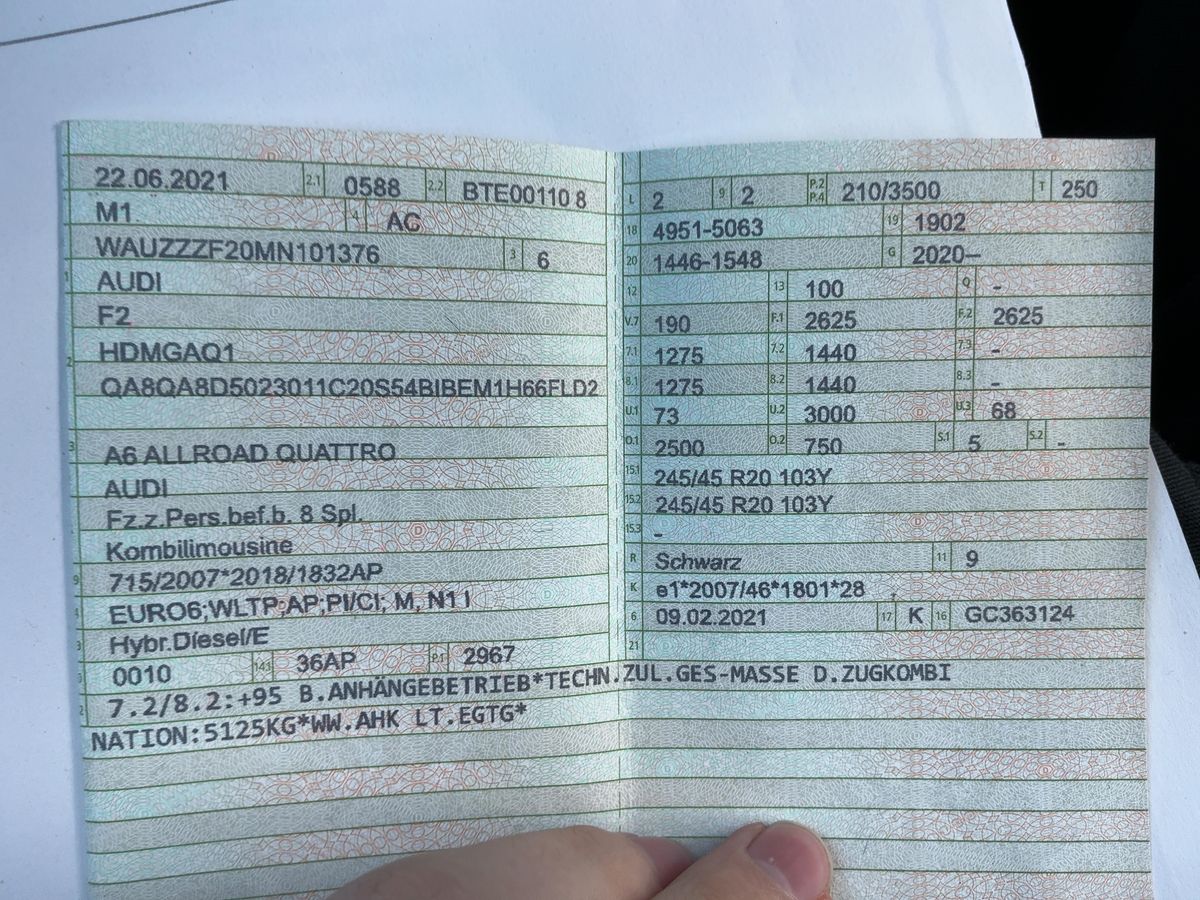 22.06.2021 2.1 0588 2.2 BTE00110 8
M1 4 AC
WAUZZZF20MN101376 3 6
AUDI
F2
HDMGAQ1
QA8QA8D5023011C20S54BIBEM1H66FLD2
A6 ALLROAD QUATTRO
AUDI
Fz.z.Pers.bef.b. 8 Spl.
Kombilimousine
715/2007*2018/1832AP
EURO6;WLTP;AP;PI/CI; M, N1 I
Hybr.Diesel/E
0010 14.1 36AP P.1 2967
L 2 9 2 P.2 P.4 210/3500 T 250
18 4951-5063 19 1902
20 1446-1548 G 2020–
12 13 100 Q -
V.7 190 F.1 2625 F.2 2625
7.1 1275 7.2 1440 7.3 -
8.1 1275 8.2 1440 8.3 -
U.1 73 U.2 3000 U.3 68
O.1 2500 O.2 750 S.1 5 S.2 -
15.1 245/45 R20 103Y
15.2 245/45 R20 103Y
15.3 -
R Schwarz 11 9
K e1*2007/46*1801*28
6 09.02.2021 17 K 16 GC363124
21
7.2/8.2:+95 B.ANHÄNGEBETRIEB*TECHN.ZUL.GES-MASSE D.ZUGKOMBI
NATION:5125KG*WW.AHK LT.EGTG*